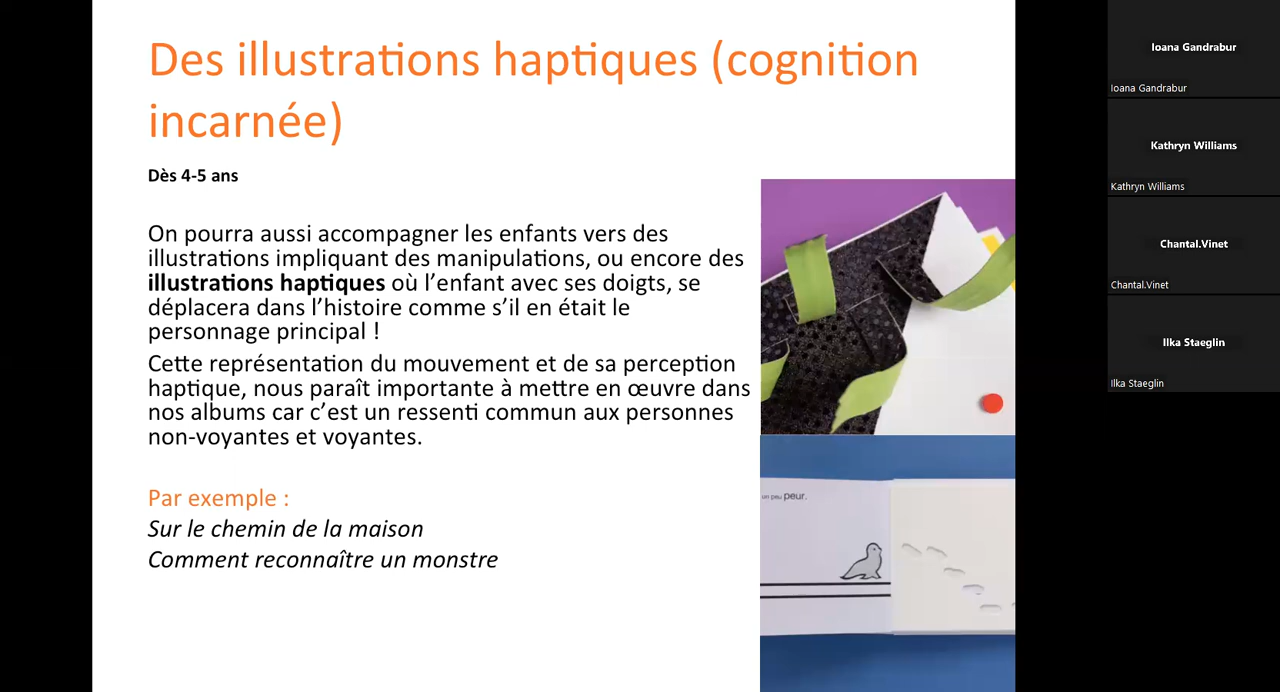 Des illustrations haptiques (cognition
incarnée)
Dès 4-5 ans
On pourra aussi accompagner les enfants vers des
illustrations impliquant des manipulations, ou encore des
illustrations haptiques où l’enfant avec ses doigts, se
déplacera dans l’histoire comme s’il en était le
personnage principal !
Cette représentation du mouvement et de sa perception
haptique, nous paraît importante à mettre en œuvre dans
nos albums car c’est un ressenti commun aux personnes
non-voyantes et voyantes.
Par exemple :
Sur le chemin de la maison
Comment reconnaître un monstre
un peu peur.
Ioana Gandrabur
Ioana Gandrabur
Kathryn Williams
Kathryn Williams
Chantal.Vinet
Chantal.Vinet
Ilka Staeglin
Ilka Staeglin